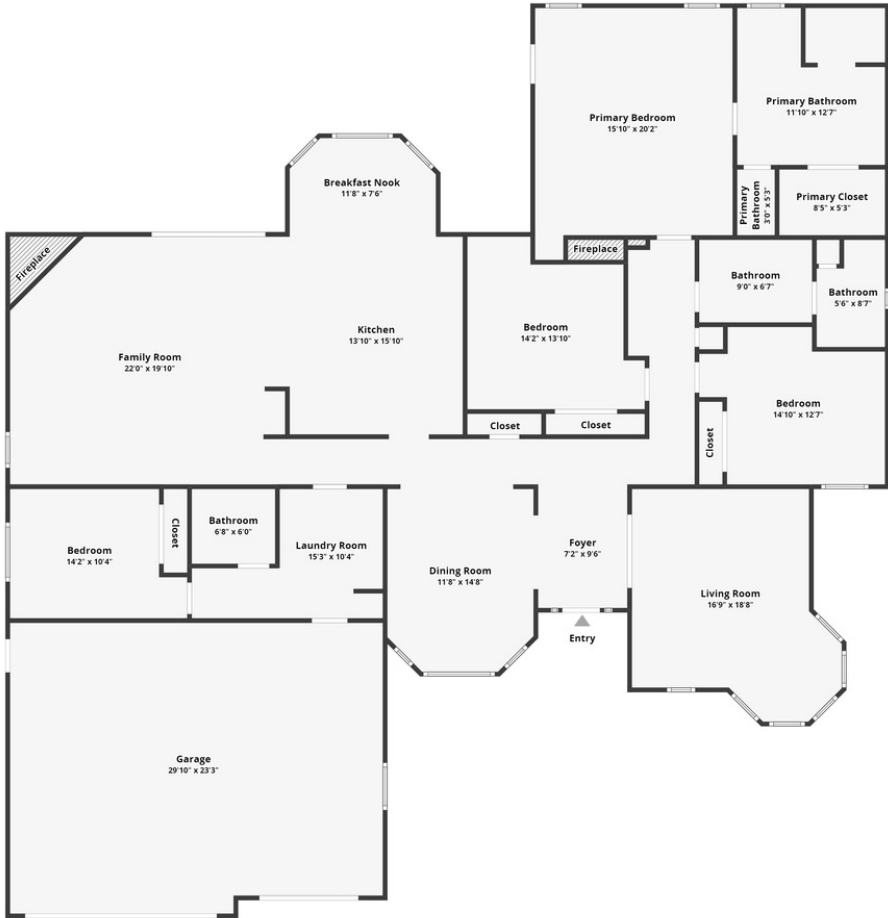 Primary Bedroom
15'10" x 20'2"
Primary Bathroom
11'10" x 12'7"
Breakfast Nook
11'8" x 7'6"
Primary
Bathroom
3'0" x 5'3"
Primary Closet
8'5" x 5'3"
Fireplace
Fireplace
Bathroom
9'0" x 6'7"
Bathroom
5'6" x 8'7"
Kitchen
13'10" x 15'10"
Bedroom
14'2" x 13'10"
Family Room
22'0" x 19'10"
Bedroom
14'10" x 12'7"
Closet
Closet
Closet
Bedroom
14'2" x 10'4"
Closet
Bathroom
6'8" x 6'0"
Laundry Room
15'3" x 10'4"
Dining Room
11'8" x 14'8"
Foyer
7'2" x 9'6"
Living Room
16'9" x 18'8"
Entry
Garage
29'10" x 23'3"